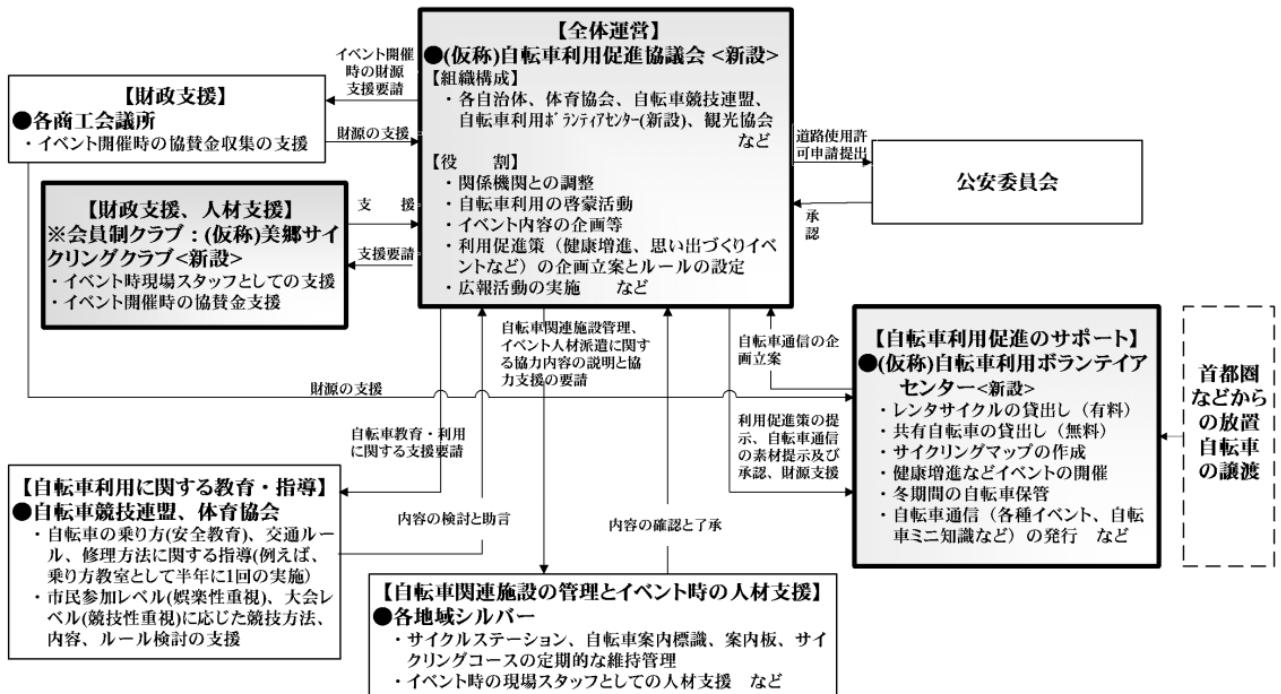 【全体運営】
●(仮称)自転車利用促進協議会 <新設>
【組織構成】
・各自治体、体育協会、自転車競技連盟、
自転車利用ﾎﾞﾗﾝﾃｨｱｾﾝﾀｰ(新設)、観光協会
など
【役　割】
・関係機関との調整
・自転車利用の啓蒙活動
・イベント内容の企画等
・利用促進策（健康増進、思い出づくりイベ
ントなど）の企画立案とルールの設定
・広報活動の実施　など
イベント開催
時の財源
支援要請
【財政支援】
●各商工会議所
・イベント開催時の協賛金収集の支援
財源の支援
道路使用許
可申請提出
公安委員会
承
認
【財政支援、人材支援】
※会員制クラブ：(仮称)美郷サイ
クリングクラブ<新設>
・イベント時現場スタッフとしての支援
・イベント開催時の協賛金支援
支　援
支援要請
自転車関連施設管理、
イベント人材派遣に関す
る協力内容の説明と協
力支援の要請
自転車通信の企
画立案
【自転車利用促進のサポート】
●(仮称)自転車利用ボランテイア
センター<新設>
・レンタサイクルの貸出し（有料）
・共有自転車の貸出し（無料）
・サイクリングマップの作成
・健康増進などイベントの開催
・冬期間の自転車保管
・自転車通信（各種イベント、自転
車ミニ知識など）の発行　など
首都圏
などから
の放置
自転車
の譲渡
財源の支援
自転車教育・利用
に関する支援要請
利用促進策の提
示、自転車通信
の素材提示及び
承認、財源支援
【自転車利用に関する教育・指導】
●自転車競技連盟、体育協会
・自転車の乗り方(安全教育)、交通ルー
ル、修理方法に関する指導(例えば、
乗り方教室として半年に1回の実施)
・市民参加レベル(娯楽性重視)、大会レ
ベル(競技性重視)に応じた競技方法、
内容、ルール検討の支援
内容の検討と助言
内容の確認と了承
【自転車関連施設の管理とイベント時の人材支援】
●各地域シルバー
・サイクルステーション、自転車案内標識、案内板、サイ
クリングコースの定期的な維持管理
・イベント時の現場スタッフとしての人材支援　など